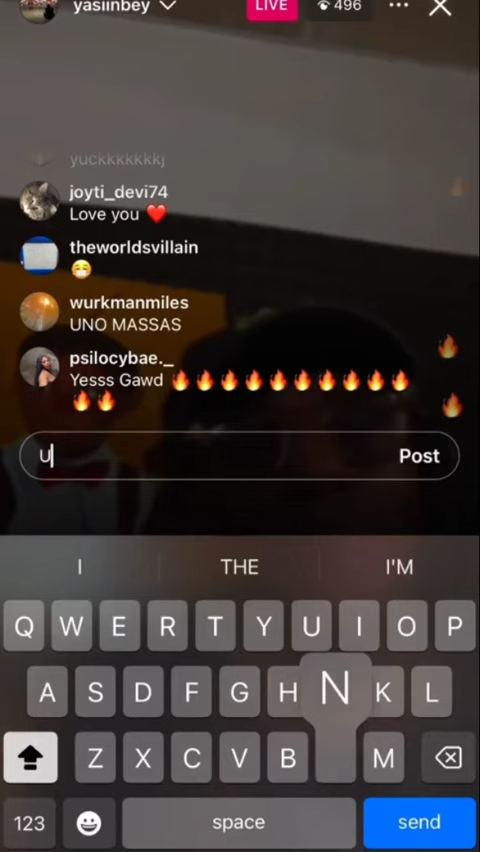 yasiinbey
LIVE
496
yuckkkkkkkj
joyti_devi74
Love you ❤️
theworldsvillain
😁
wurkmanmiles
UNO MASSAS
psilocybae._
Yesss Gawd 🔥🔥🔥🔥🔥🔥🔥🔥🔥🔥
🔥🔥
U
Post
I THE I'M
Q W E R T Y U I O P
A S D F G H N K L
Z X C V B M
123 space send